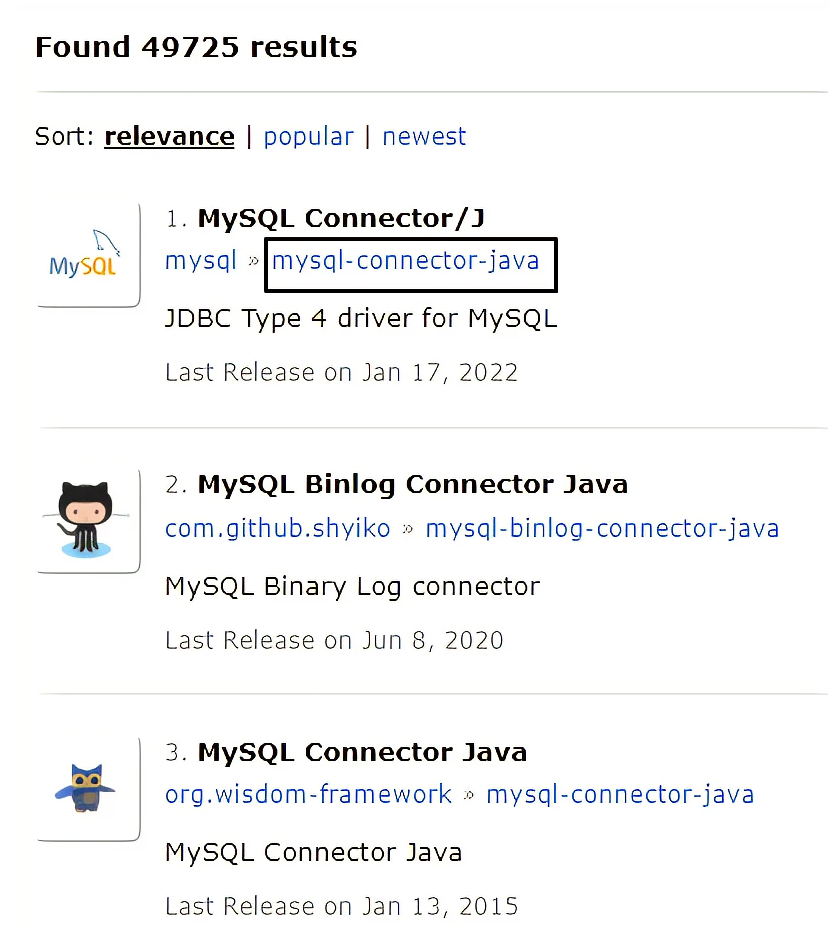 Found 49725 results
Sort: relevance | popular | newest
MySQL
1. MySQL Connector/J
mysql » mysql-connector-java
JDBC Type 4 driver for MySQL
Last Release on Jan 17, 2022
2. MySQL Binlog Connector Java
com.github.shyiko » mysql-binlog-connector-java
MySQL Binary Log connector
Last Release on Jun 8, 2020
3. MySQL Connector Java
org.wisdom-framework » mysql-connector-java
MySQL Connector Java
Last Release on Jan 13, 2015